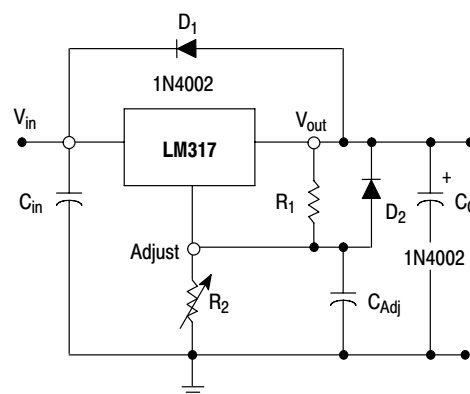 D1
1N4002
Vin
Vout
LM317
Cin
R1
D2
+
1N4002
Adjust
R2
CAdj